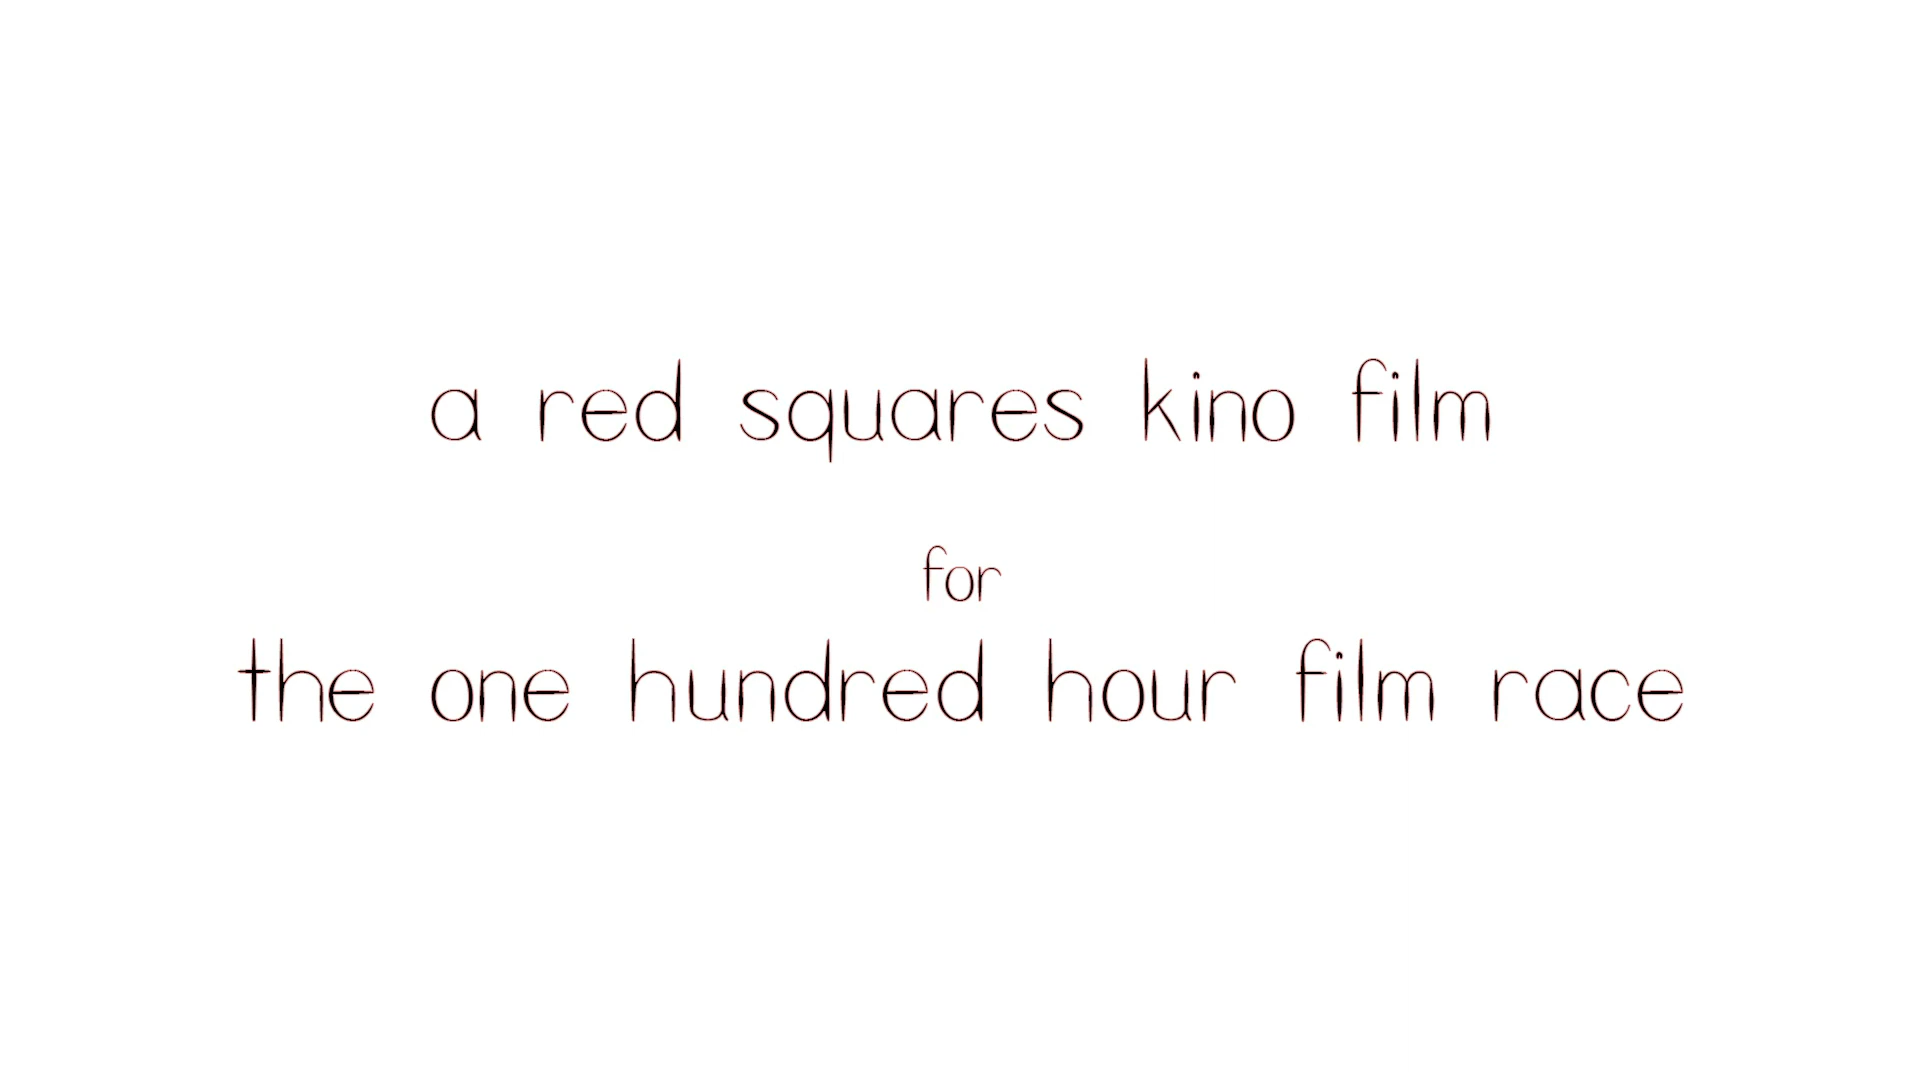 a red squares kino film
for
the one hundred hour film race